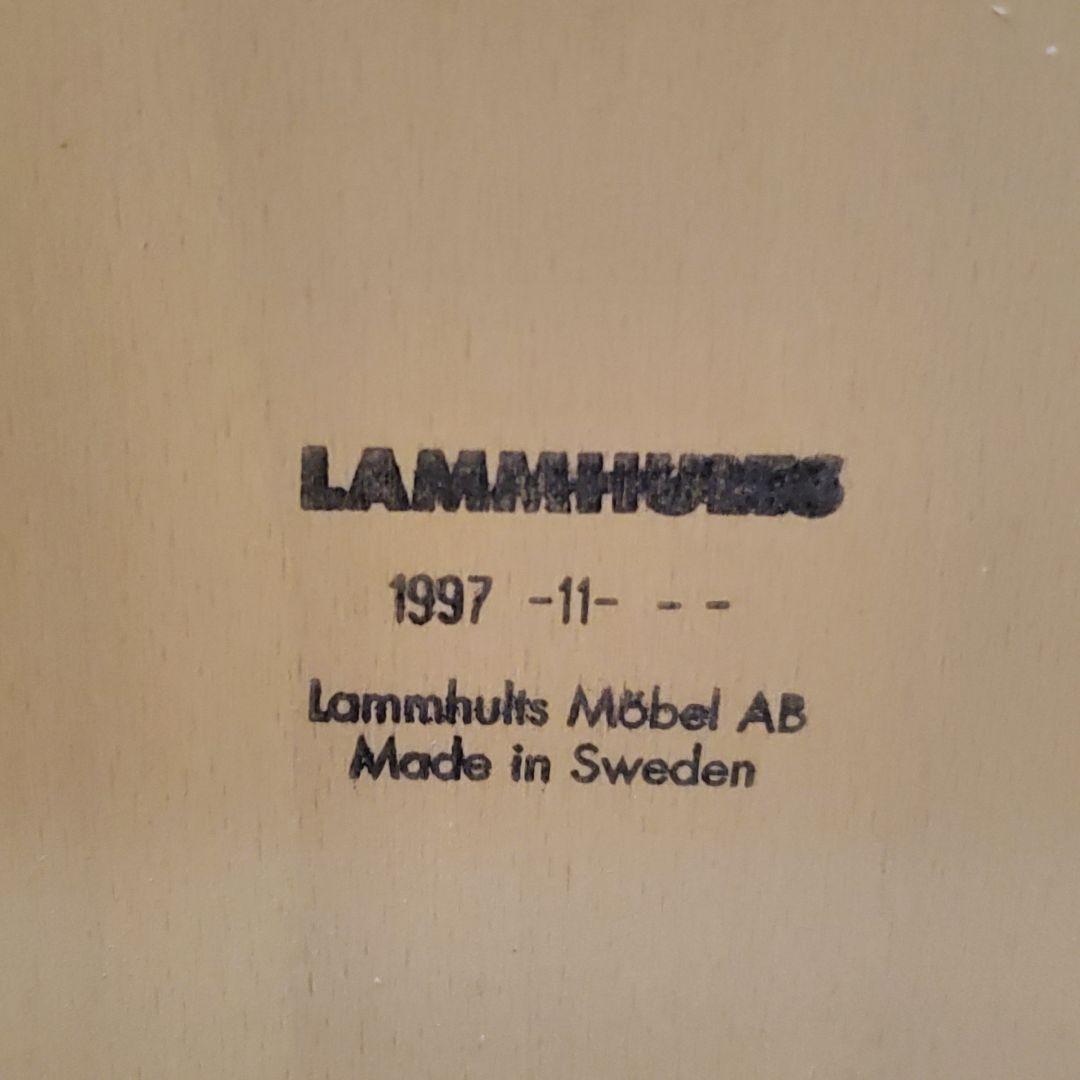 LAMMHULTS
1997 -11- - -
Lammhults Möbel AB
Made in Sweden